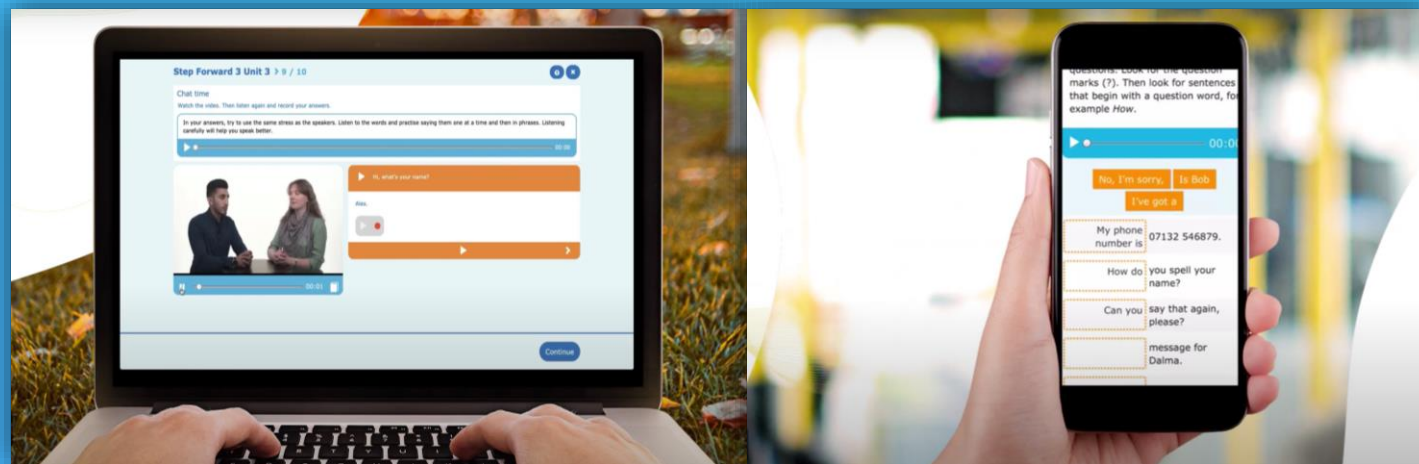 Step Forward 3 Unit 3 > 9 / 10
Chat time
Watch the video. Then listen again and record your answers.
In your answers, try to use the same stress as the speakers. Listen to the words and practise saying them one at a time and then in phrases. Listening
carefully will help you speak better.
00:00
Hi, what's your name?
Alex.
00:01
Continue
questions. Look for the question
marks (?). Then look for sentences
that begin with a question word, for
example How.
00:00
No, I'm sorry,
Is Bob
I've got a
My phone
number is
07132 546879.
How do
you spell your
name?
Can you
say that again,
please?
message for
Dalma.